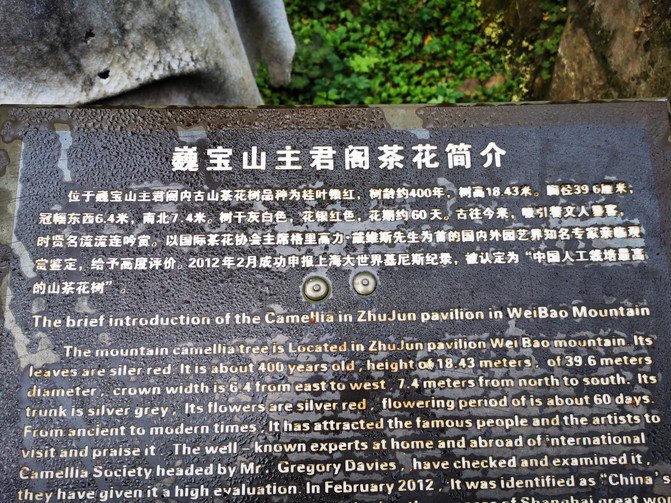 巍宝山主君阁茶花简介
位于巍宝山主君阁内古山茶花树品种为桂叶银红，树龄约400年，树高18.43米。胸径39.6厘米；
冠幅东西6.4米，南北7.4米。树干灰白色，花银红色，花期约60天。古往今来，吸引着文人墨客，
时贤名流流连吟赏。以国际茶花协会主席格里高力·戴维斯先生为首的国内外园艺界知名专家亲临观
赏鉴定，给予高度评价。2012年2月成功申报上海大世界基尼斯纪录，被认定为“中国人工栽培最高
的山茶花树”。
The brief introduction of the Camellia in ZhuJun pavilion in WeiBao Mountain
The mountain camellia tree is Located in ZhuJun pavilion Wei Bao mountain. Its
leaves are siler red. It is about 400 years old, height of 18.43 meters, of 39.6 meters
diameter, crown width is 6.4 from east to west, 7.4 meters from north to south. Its
trunk is silver grey, Its flowers are silver red, flowering period of is about 60 days.
From ancient to modern times, It has attracted the famous people and the artists to
visit and praise it. The well-known experts at home and abroad of international
Camellia Society headed by Mr, Gregory Davies, have checked and examined it,
they have given it a high evaluation. In February 2012, It was identified as "China'
of Shanghai great wo